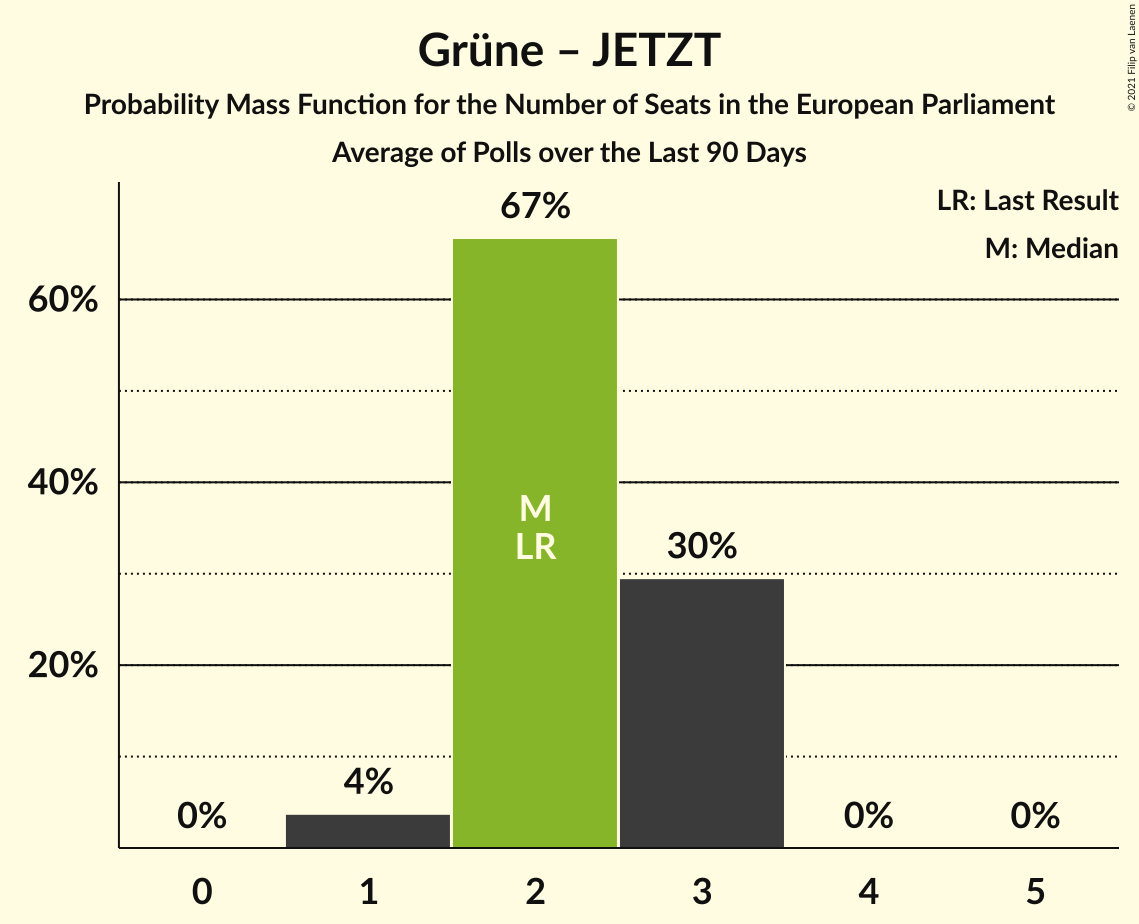 Grüne – JETZT
Probability Mass Function for the Number of Seats in the European Parliament
Average of Polls over the Last 90 Days
© 2021 Filip van Laenen
LR: Last Result
M: Median
67%
60%
40%
M
LR
30%
20%
4%
0%
0%
0%
0
1
2
3
4
5